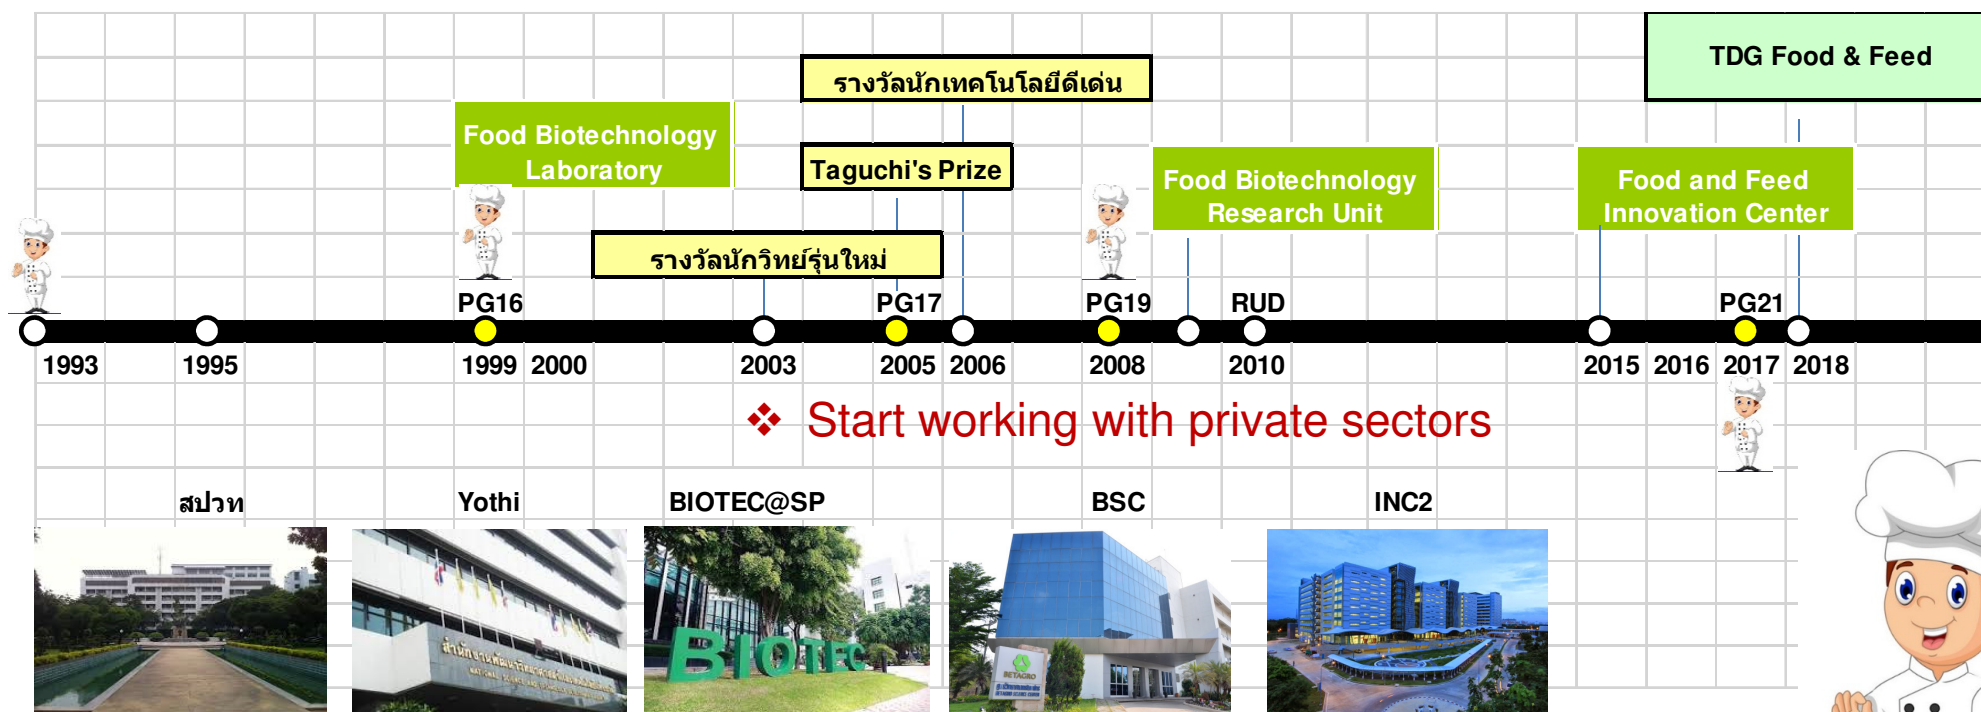 TDG Food & Feed
รางวัลนักเทคโนโลยีดีเด่น
Food Biotechnology
Laboratory
Taguchi's Prize
Food Biotechnology
Research Unit
Food and Feed
Innovation Center
รางวัลนักวิทย์รุ่นใหม่
PG16 PG17 PG19 RUD PG21
1993 1995 1999 2000 2003 2005 2006 2008 2010 2015 2016 2017 2018
❖ Start working with private sectors
สปวท Yothi BIOTEC@SP BSC INC2
BIOTEC
BETAGRO
BETAGRO SCIENCE CENTER